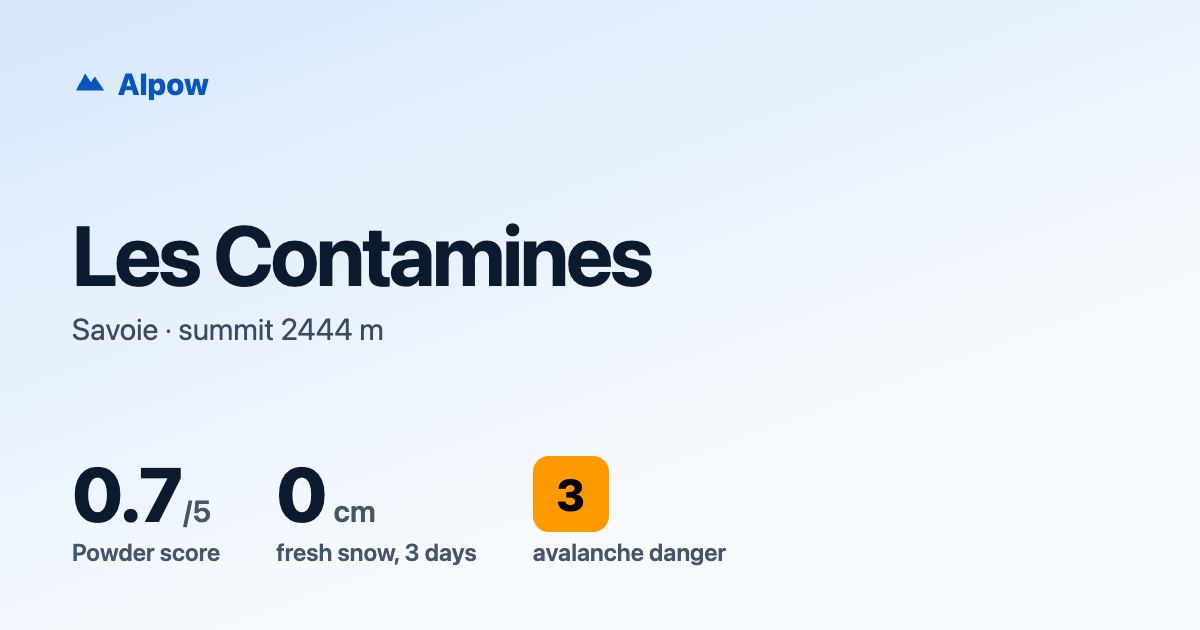 Alpow
Les Contamines
Savoie · summit 2444 m
0.7/5
Powder score
0 cm
fresh snow, 3 days
3
avalanche danger